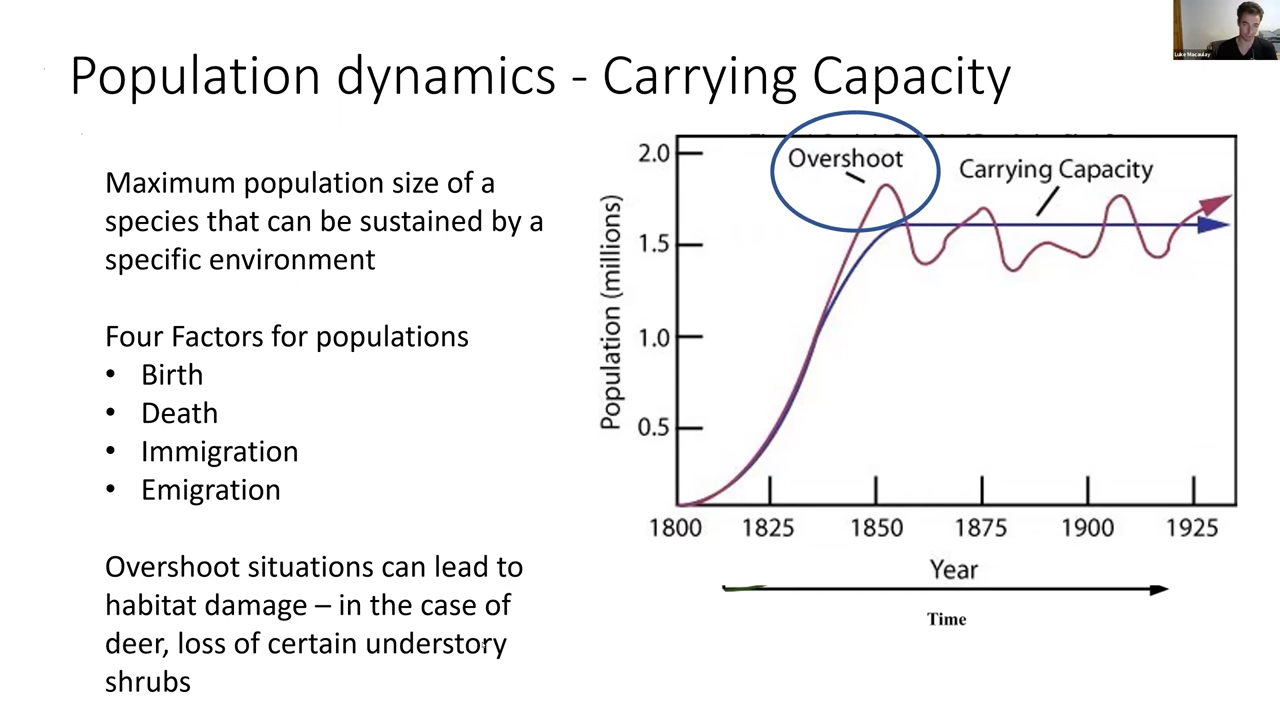 Luke Macaulay
Population dynamics - Carrying Capacity
Maximum population size of a
species that can be sustained by a
specific environment
Four Factors for populations
• Birth
• Death
• Immigration
• Emigration
Overshoot situations can lead to
habitat damage – in the case of
deer, loss of certain understory
shrubs
Overshoot
Carrying Capacity
Population (millions)
2.0
1.5
1.0
0.5
1800 1825 1850 1875 1900 1925
Year
Time